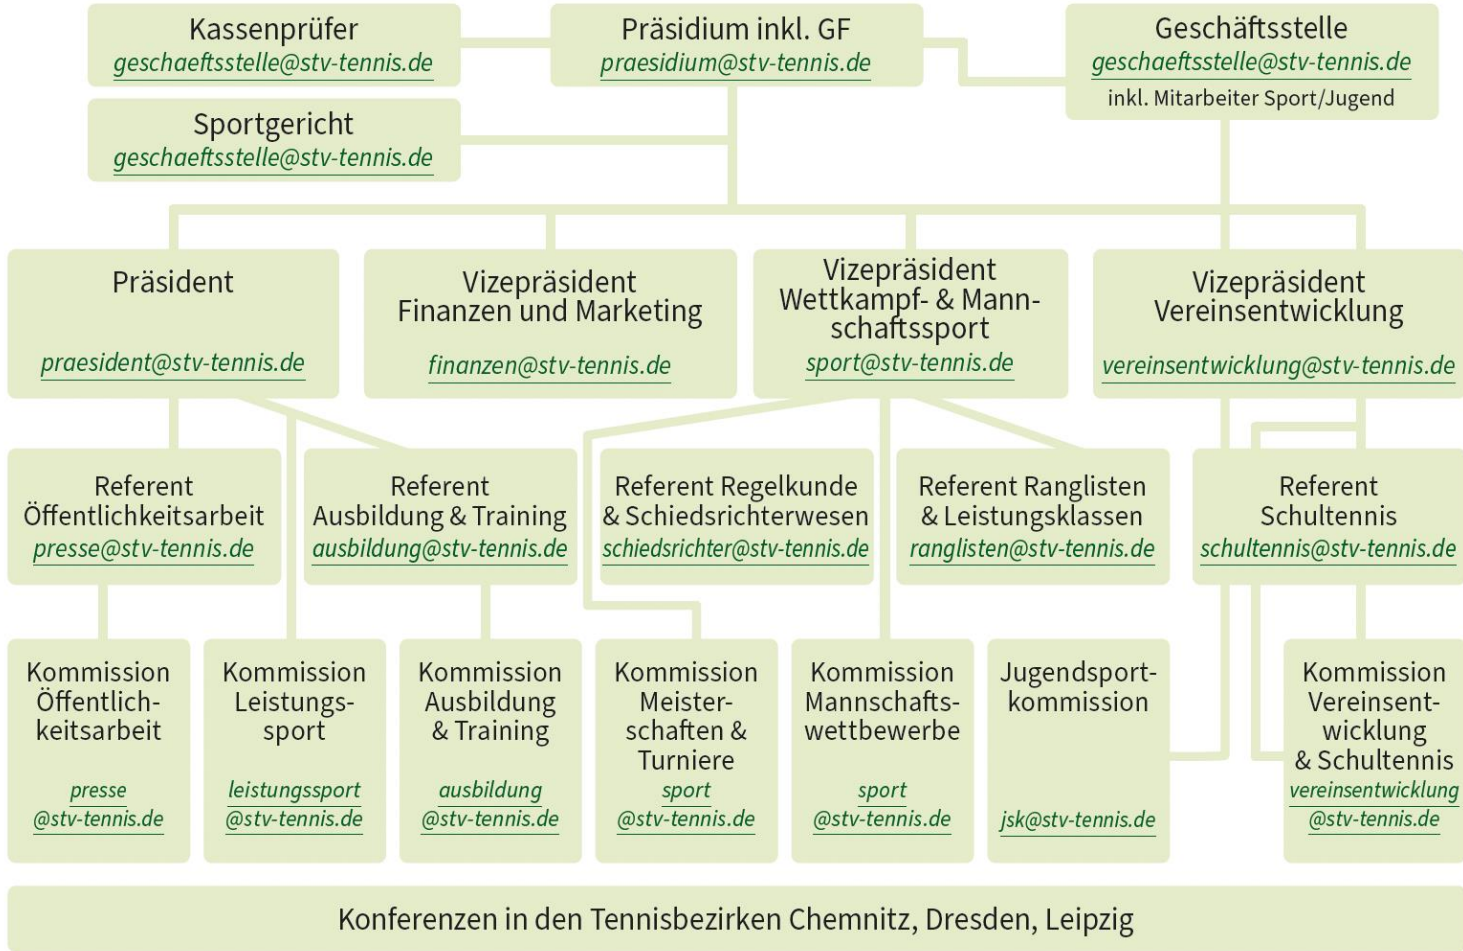 Kassenprüfer
geschaeftsstelle@stv-tennis.de
Präsidium inkl. GF
praesidium@stv-tennis.de
Geschäftsstelle
geschaeftsstelle@stv-tennis.de
inkl. Mitarbeiter Sport/Jugend
Sportgericht
geschaeftsstelle@stv-tennis.de
Präsident
praesident@stv-tennis.de
Vizepräsident
Finanzen und Marketing
finanzen@stv-tennis.de
Vizepräsident
Wettkampf- & Mann-
schaftssport
sport@stv-tennis.de
Vizepräsident
Vereinsentwicklung
vereinsentwicklung@stv-tennis.de
Referent
Öffentlichkeitsarbeit
presse@stv-tennis.de
Referent
Ausbildung & Training
ausbildung@stv-tennis.de
Referent Regelkunde
& Schiedsrichterwesen
schiedsrichter@stv-tennis.de
Referent Ranglisten
& Leistungsklassen
ranglisten@stv-tennis.de
Referent
Schultennis
schultennis@stv-tennis.de
Kommission
Öffentlich-
keitsarbeit
presse
@stv-tennis.de
Kommission
Leistungs-
sport
leistungssport
@stv-tennis.de
Kommission
Ausbildung
& Training
ausbildung
@stv-tennis.de
Kommission
Meister-
schaften &
Turniere
sport
@stv-tennis.de
Kommission
Mannschafts-
wettbewerbe
sport
@stv-tennis.de
Jugendsport-
kommission
jsk@stv-tennis.de
Kommission
Vereinsent-
wicklung
& Schultennis
vereinsentwicklung
@stv-tennis.de
Konferenzen in den Tennisbezirken Chemnitz, Dresden, Leipzig